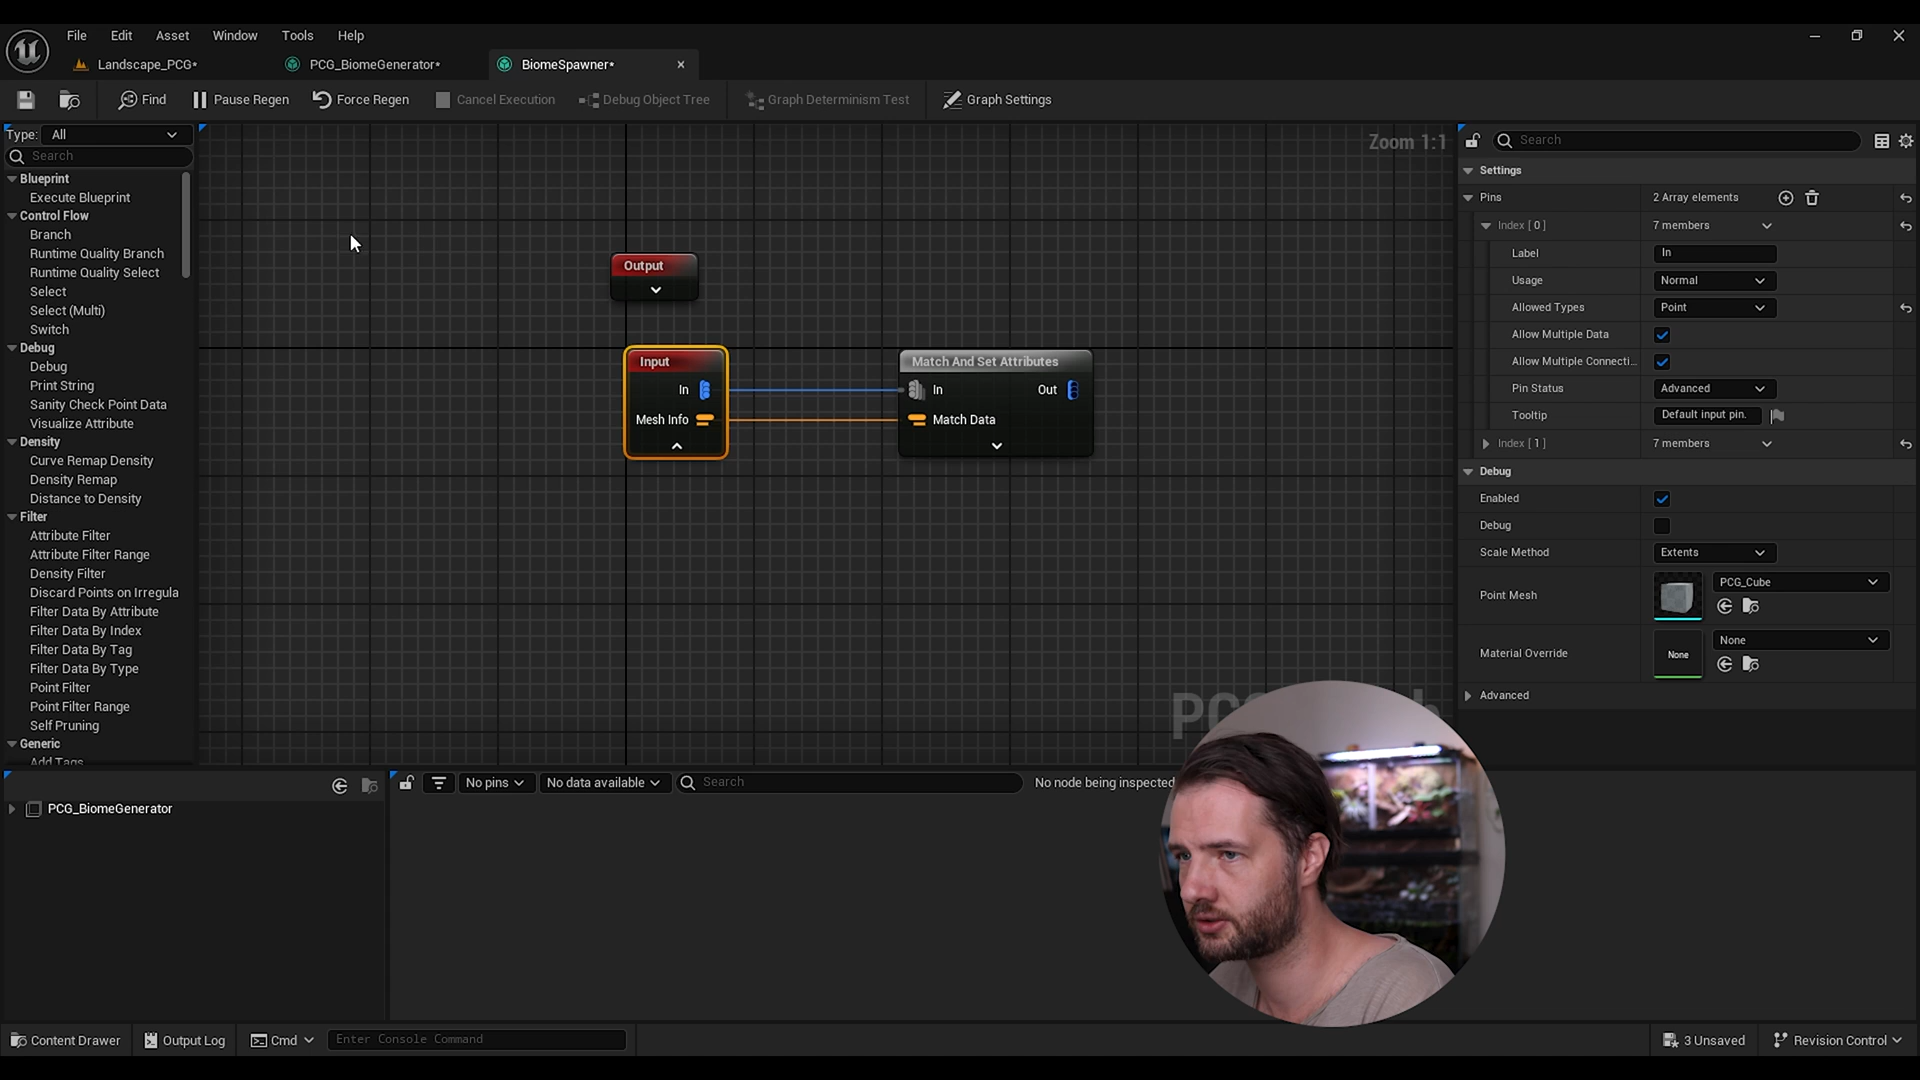 File Edit Asset Window Tools Help
Landscape_PCG* PCG_BiomeGenerator* BiomeSpawner*
Find Pause Regen Force Regen Cancel Execution Debug Object Tree Graph Determinism Test Graph Settings
Type: All
Search
Blueprint
Execute Blueprint
Control Flow
Branch
Runtime Quality Branch
Runtime Quality Select
Select
Select (Multi)
Switch
Debug
Debug
Print String
Sanity Check Point Data
Visualize Attribute
Density
Curve Remap Density
Density Remap
Distance to Density
Filter
Attribute Filter
Attribute Filter Range
Density Filter
Discard Points on Irregula
Filter Data By Attribute
Filter Data By Index
Filter Data By Tag
Filter Data By Type
Point Filter
Point Filter Range
Self Pruning
Generic
Add Tags
Zoom 1:1
Output
Input
In
Mesh Info
Match And Set Attributes
In Out
Match Data
Search
Settings
Pins 2 Array elements
Index [ 0 ] 7 members
Label In
Usage Normal
Allowed Types Point
Allow Multiple Data
Allow Multiple Connecti...
Pin Status Advanced
Tooltip Default input pin.
Index [ 1 ] 7 members
Debug
Enabled
Debug
Scale Method Extents
Point Mesh PCG_Cube
Material Override None None
Advanced
PCG_BiomeGenerator
No pins No data available Search No node being inspected
Content Drawer Output Log Cmd Enter Console Command 3 Unsaved Revision Control